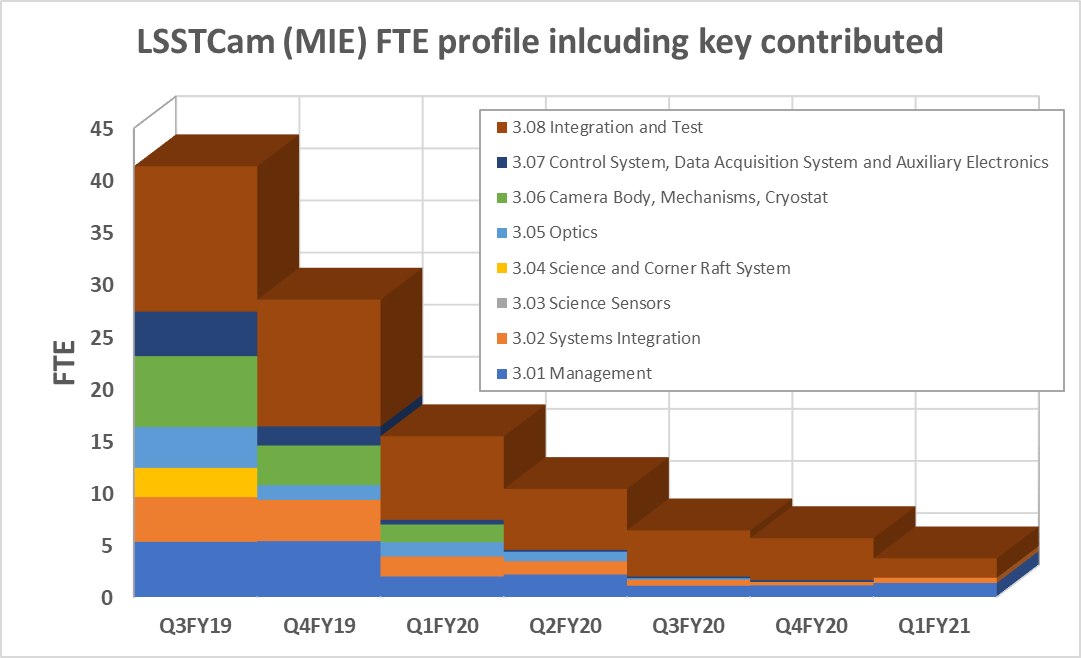 LSSTCam (MIE) FTE profile inlcuding key contributed
45
40
35
30
25
20
15
10
5
0
FTE
3.08 Integration and Test
3.07 Control System, Data Acquisition System and Auxiliary Electronics
3.06 Camera Body, Mechanisms, Cryostat
3.05 Optics
3.04 Science and Corner Raft System
3.03 Science Sensors
3.02 Systems Integration
3.01 Management
Q3FY19 Q4FY19 Q1FY20 Q2FY20 Q3FY20 Q4FY20 Q1FY21